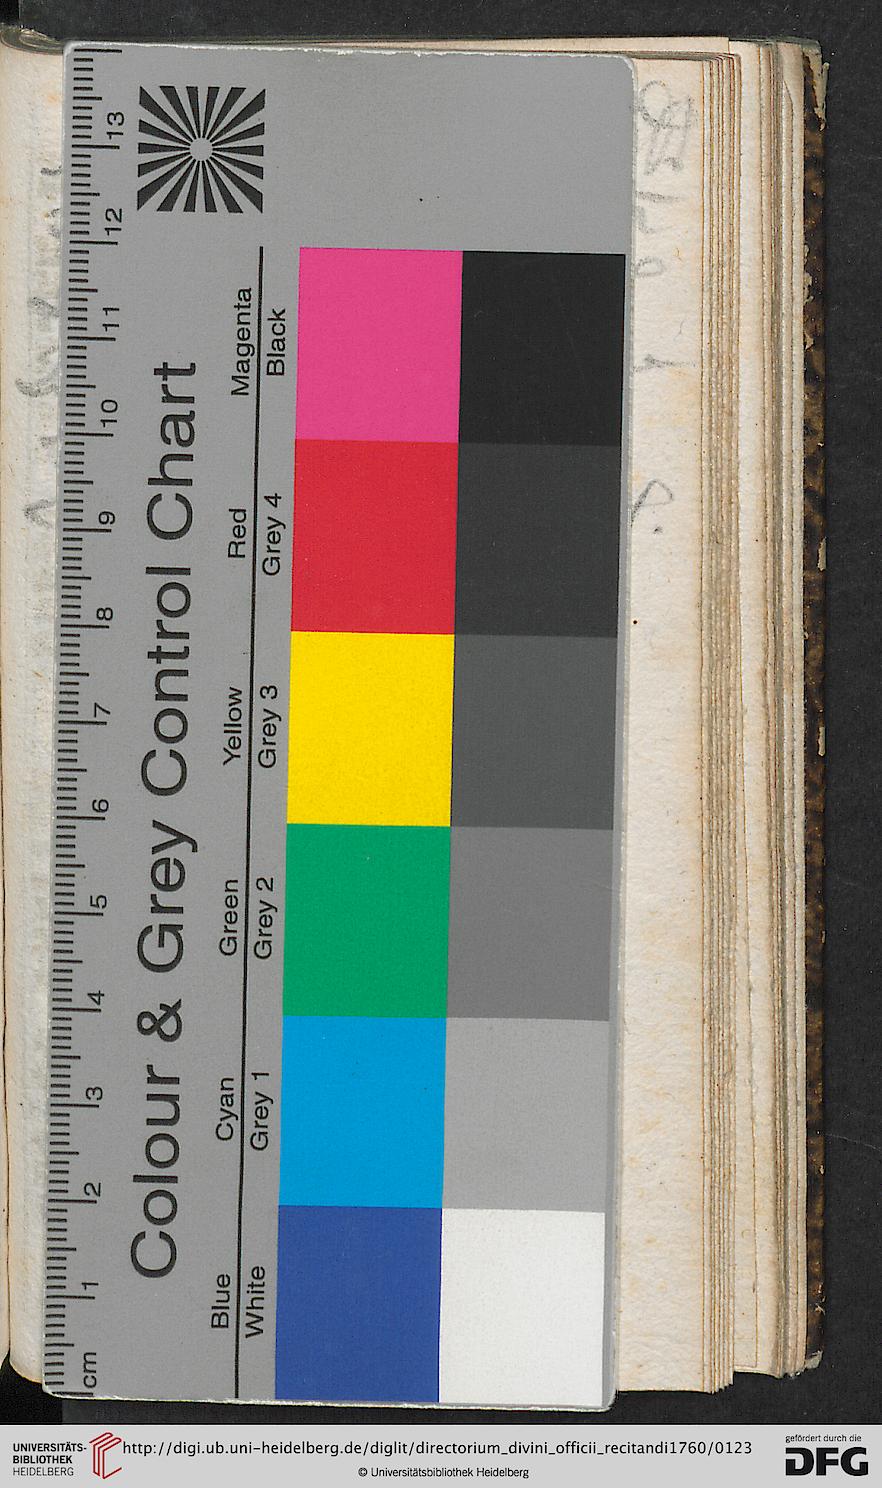 Colour & Grey Control Chart
Blue Cyan Green Yellow Red Magenta
White Grey 1 Grey 2 Grey 3 Grey 4 Black
cm 1 2 3 4 5 6 7 8 9 10 11 12 13
UNIVERSITÄTS-
BIBLIOTHEK
HEIDELBERG
http://digi.ub.uni-heidelberg.de/diglit/directorium_divini_officii_recitandi1760/0123
© Universitätsbibliothek Heidelberg
gefördert durch die
DFG